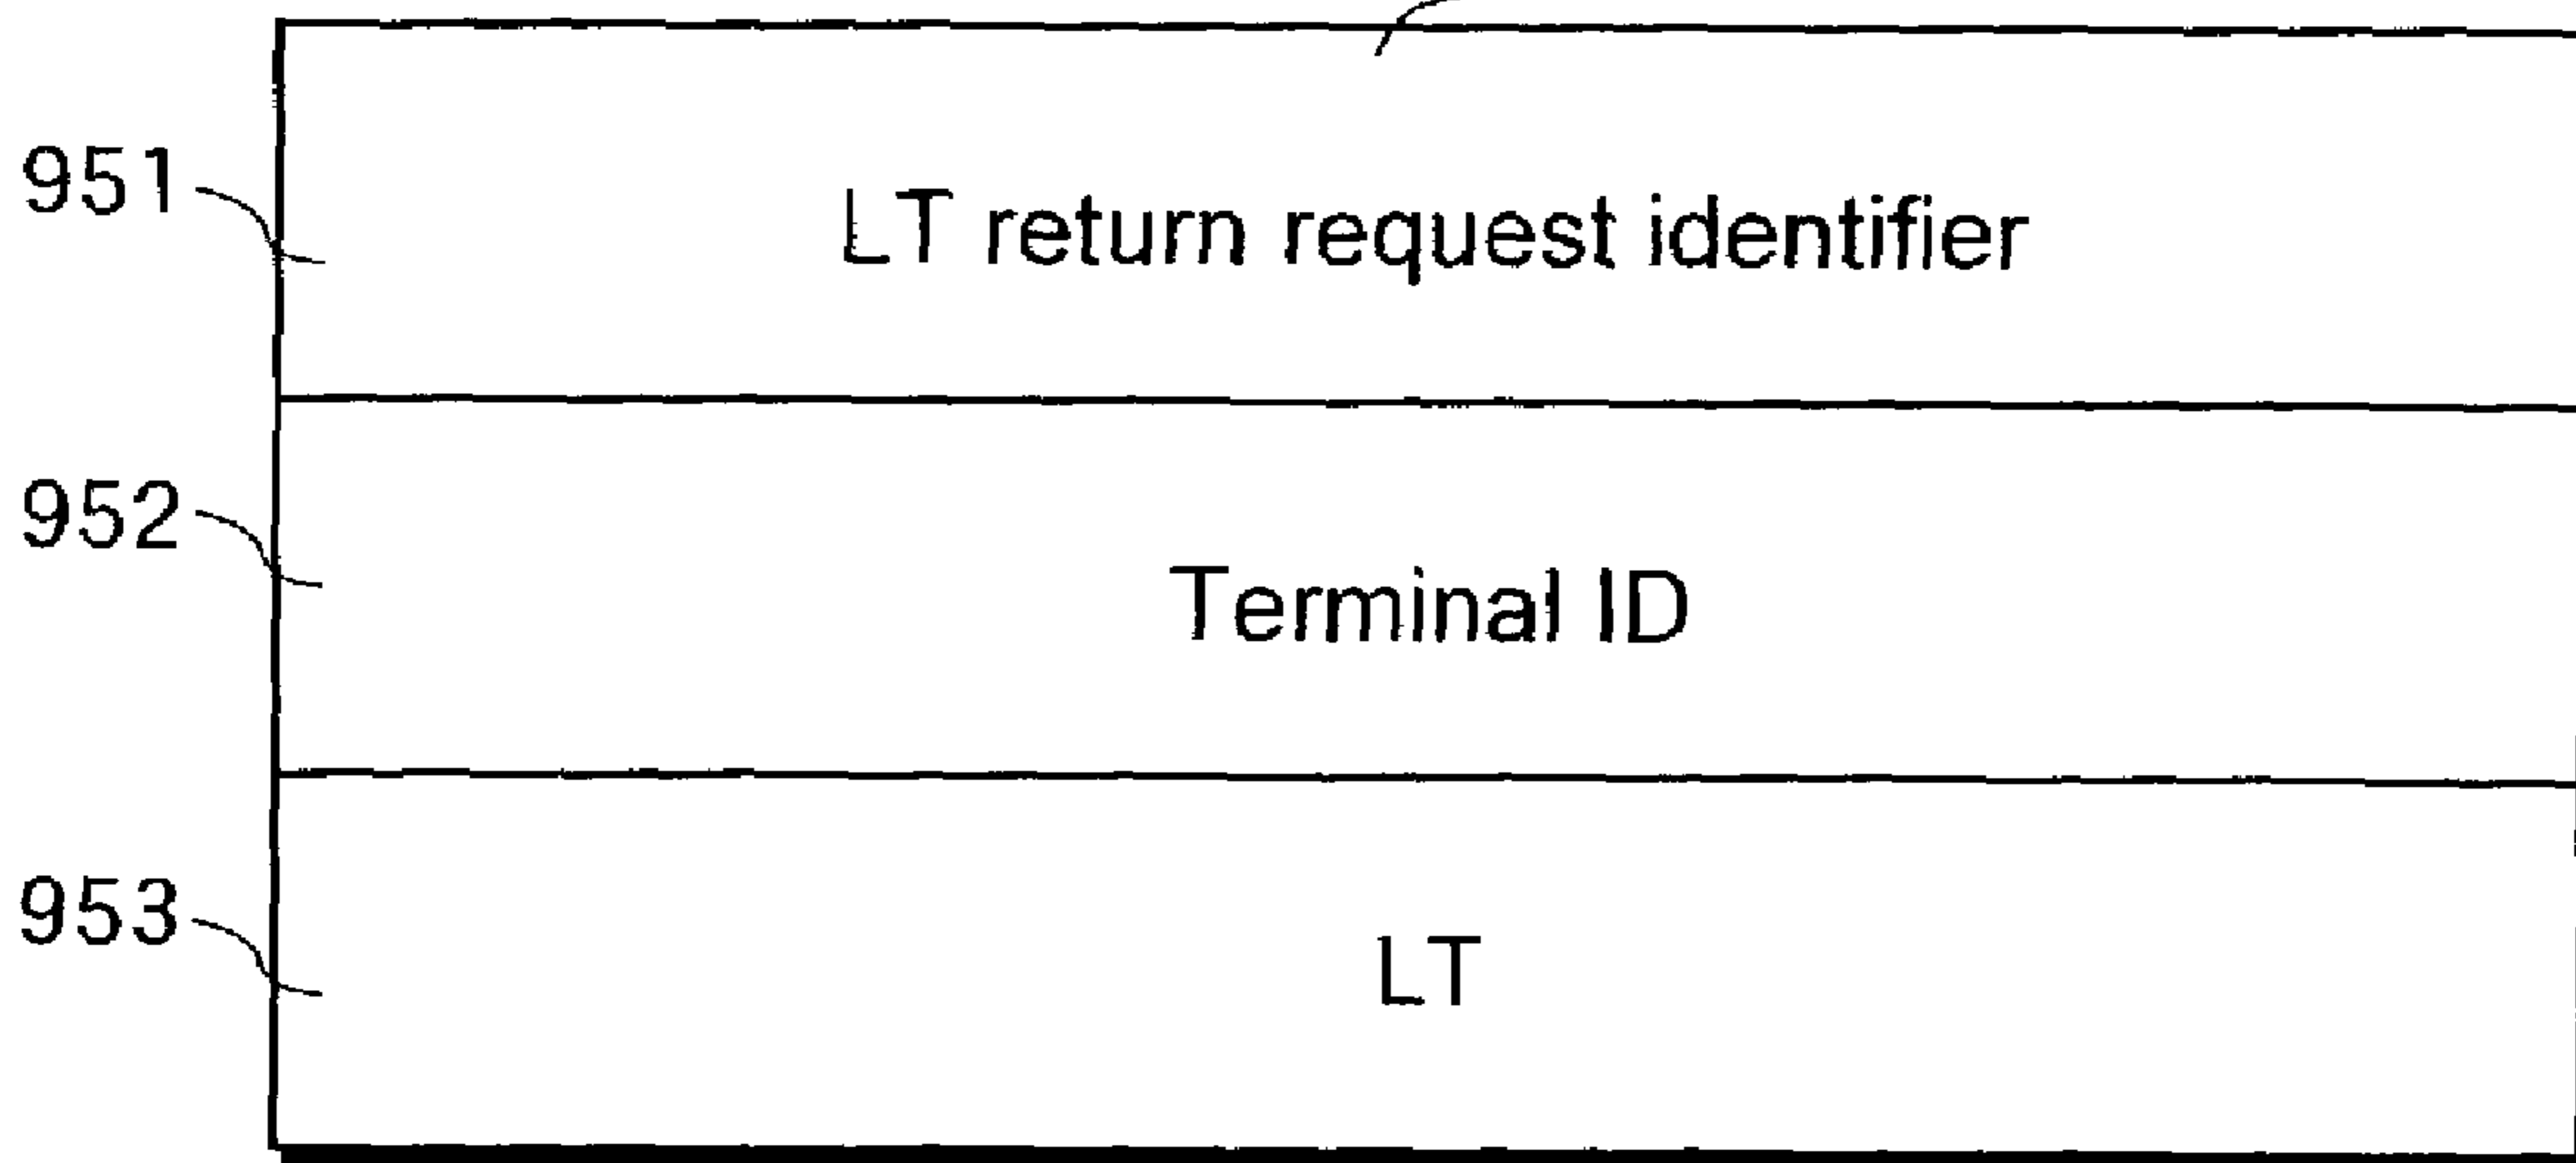 951
LT return request identifier
952
Terminal ID
953
LT